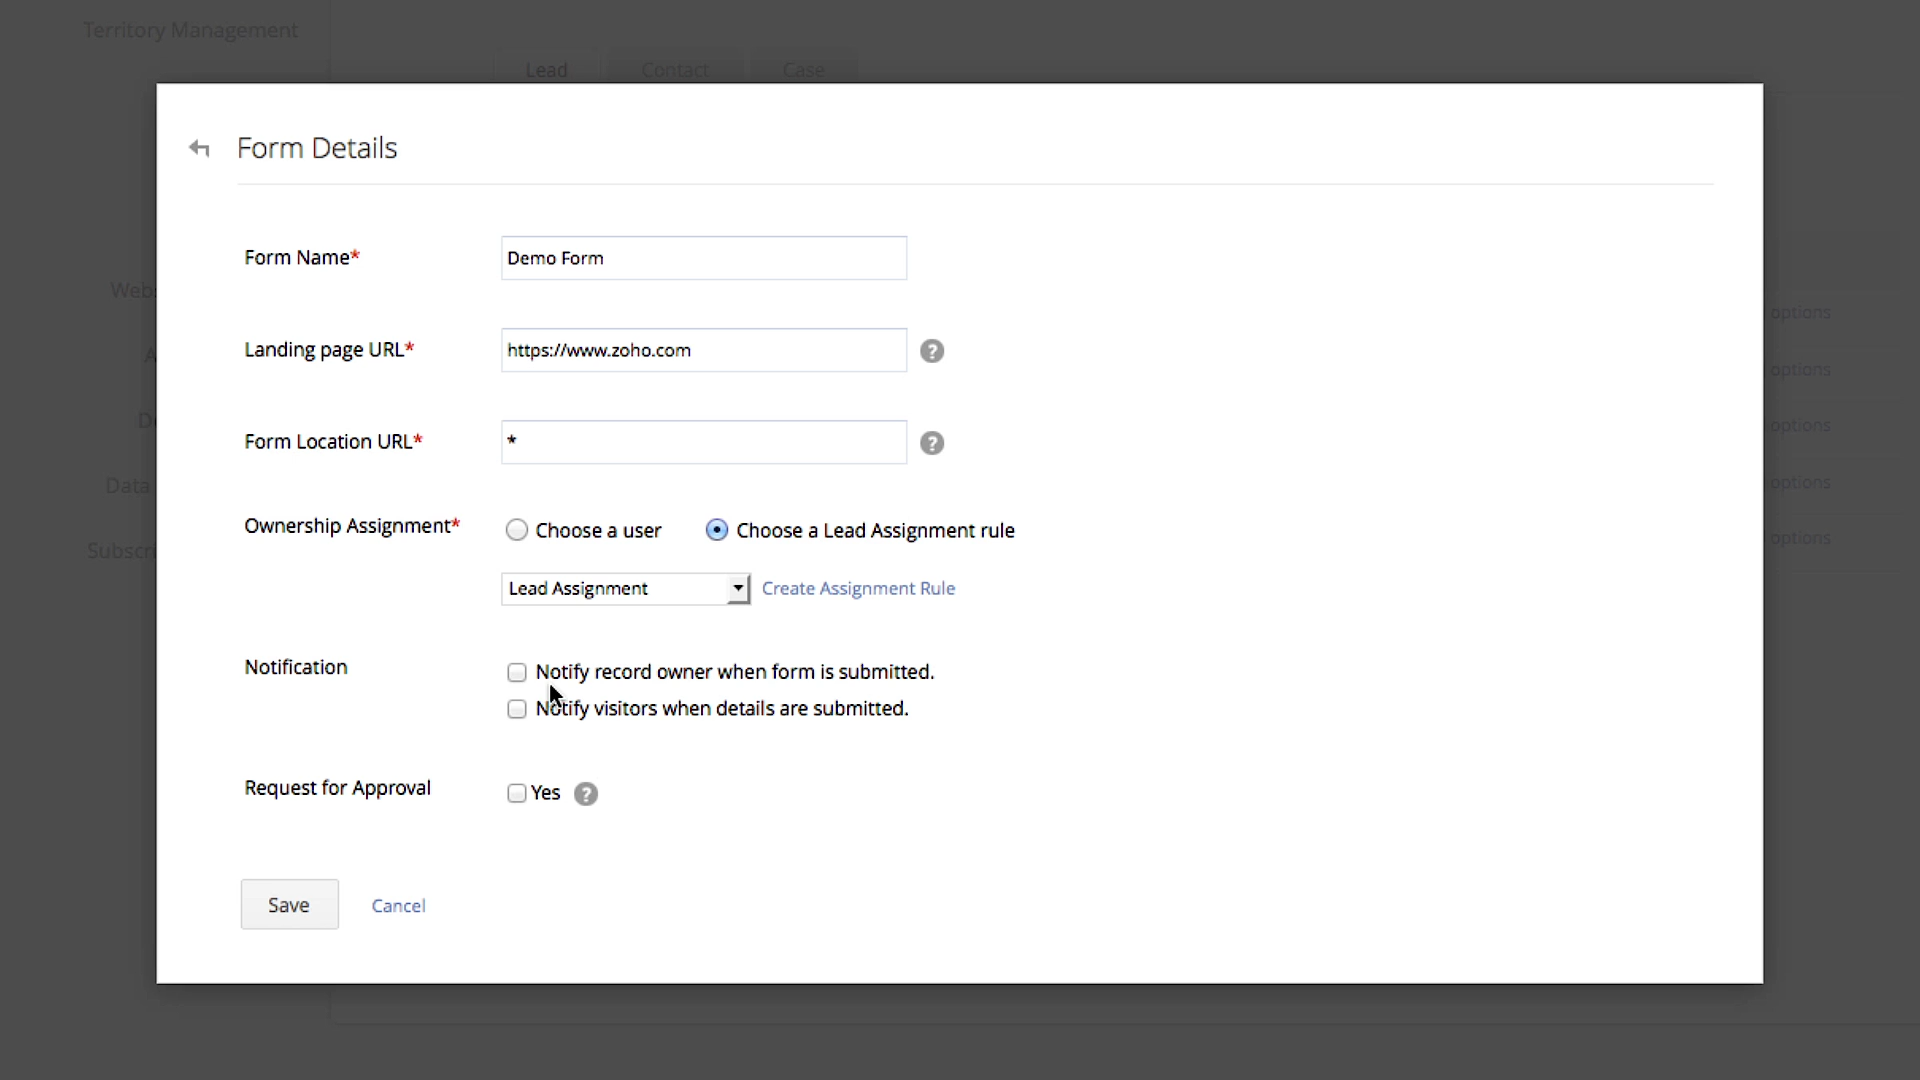 Territory Management
Lead Contact Case
Form Details
Form Name* Demo Form
Landing page URL* https://www.zoho.com ?
Form Location URL* * ?
Ownership Assignment* Choose a user Choose a Lead Assignment rule
Lead Assignment Create Assignment Rule
Notification Notify record owner when form is submitted.
Notify visitors when details are submitted.
Request for Approval Yes ?
Save Cancel
Webs
A
De
Data
Subscri
options
options
options
options
options